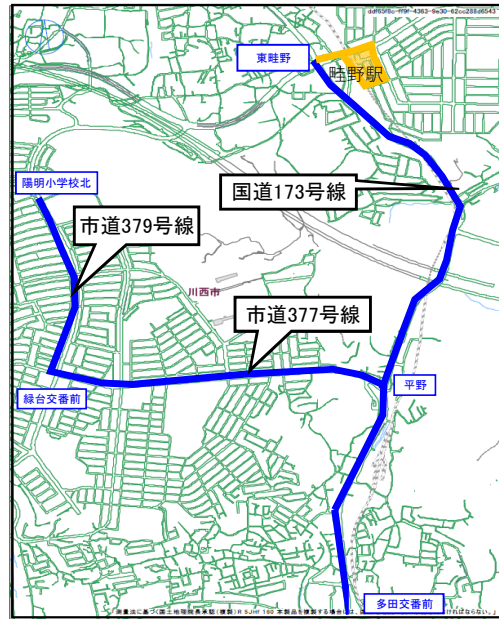 東畦野
畦野駅
陽明小学校北
国道173号線
市道379号線
川西市
市道377号線
緑台交番前
平野
多田交番前